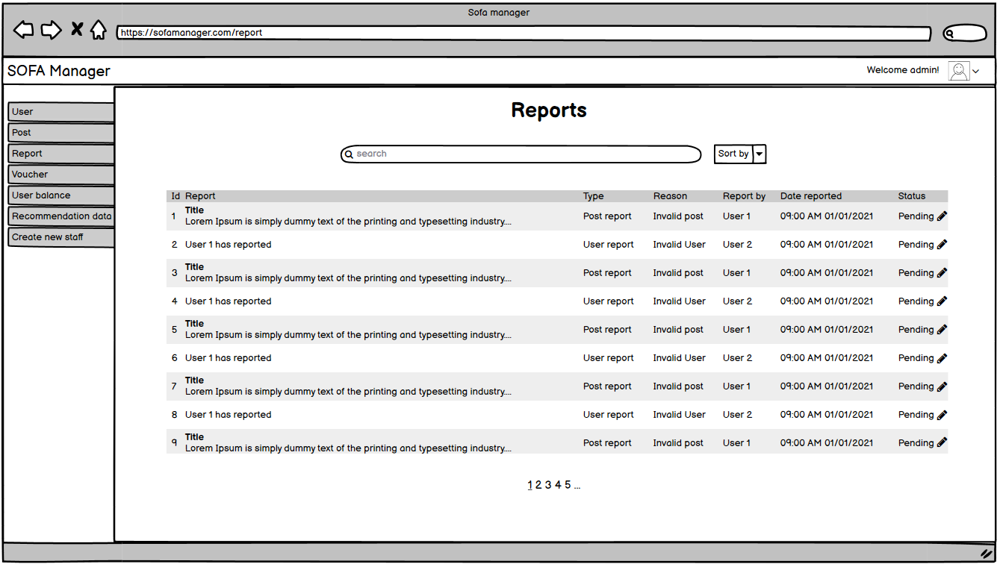 Sofa manager
https://sofamanager.com/report
SOFA Manager
Welcome admin!
User
Post
Report
Voucher
User balance
Recommendation data
Create new staff
Reports
search
Sort by
Id Report Type Reason Report by Date reported Status
Title
1 Lorem Ipsum is simply dummy text of the printing and typesetting industry.... Post report Invalid post User 1 09:00 AM 01/01/2021 Pending
2 User 1 has reported User report Invalid User User 2 09:00 AM 01/01/2021 Pending
Title
3 Lorem Ipsum is simply dummy text of the printing and typesetting industry.... Post report Invalid post User 1 09:00 AM 01/01/2021 Pending
4 User 1 has reported User report Invalid User User 2 09:00 AM 01/01/2021 Pending
Title
5 Lorem Ipsum is simply dummy text of the printing and typesetting industry.... Post report Invalid post User 1 09:00 AM 01/01/2021 Pending
6 User 1 has reported User report Invalid User User 2 09:00 AM 01/01/2021 Pending
Title
7 Lorem Ipsum is simply dummy text of the printing and typesetting industry.... Post report Invalid post User 1 09:00 AM 01/01/2021 Pending
8 User 1 has reported User report Invalid User User 2 09:00 AM 01/01/2021 Pending
Title
9 Lorem Ipsum is simply dummy text of the printing and typesetting industry.... Post report Invalid post User 1 09:00 AM 01/01/2021 Pending
1 2 3 4 5 ...